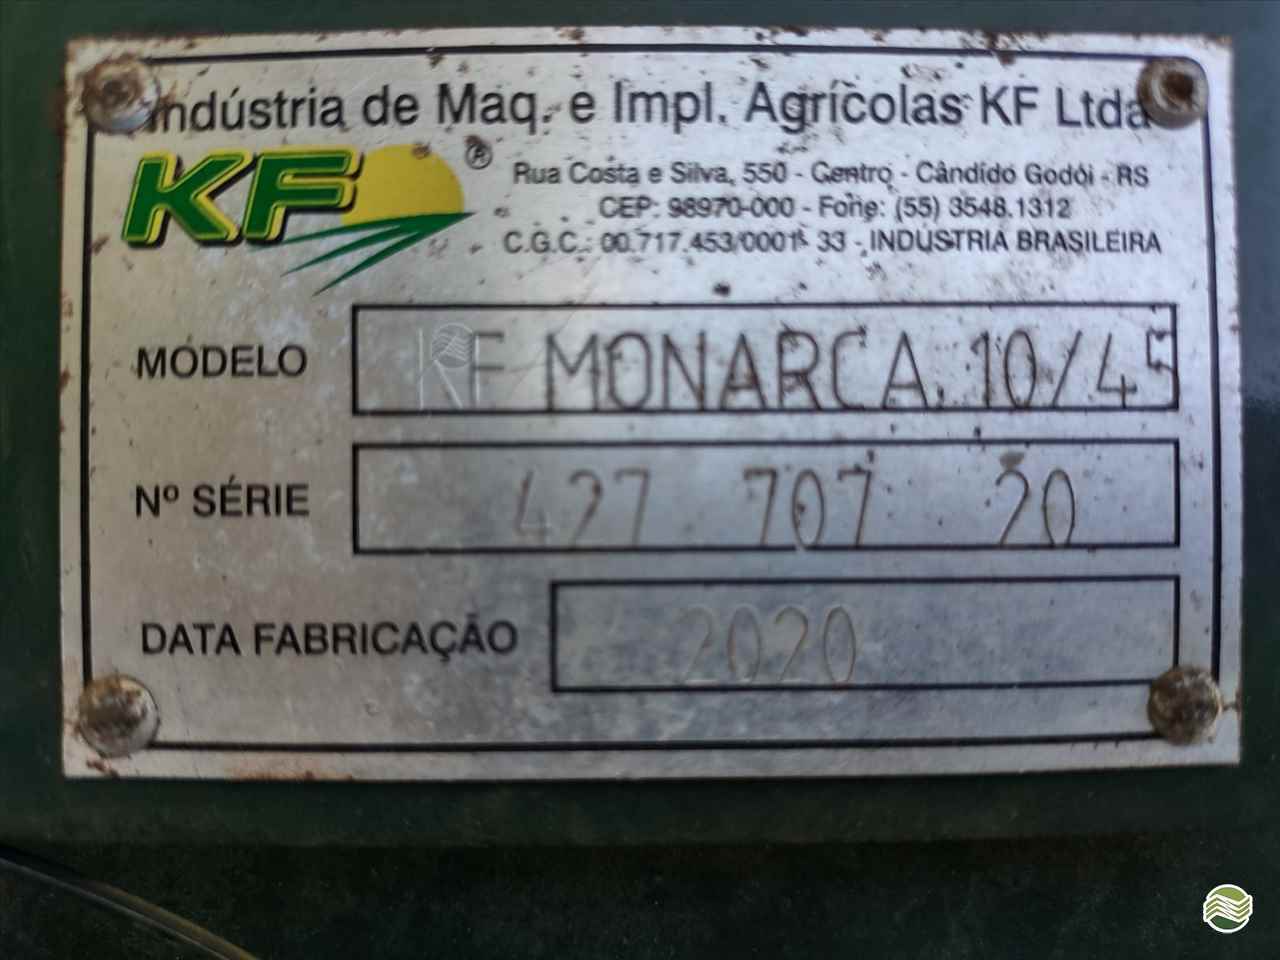 Indústria de Maq. e Impl. Agrícolas KF Ltda
KF ®
Rua Costa e Silva, 550 - Centro - Cândido Godói - RS
CEP: 98970-000 - Fone: (55) 3548.1312
C.G.C.: 00.717.453/0001-33 - INDÚSTRIA BRASILEIRA
MODELO KF MONARCA 10/45
Nº SÉRIE 427 707 20
DATA FABRICAÇÃO 2020